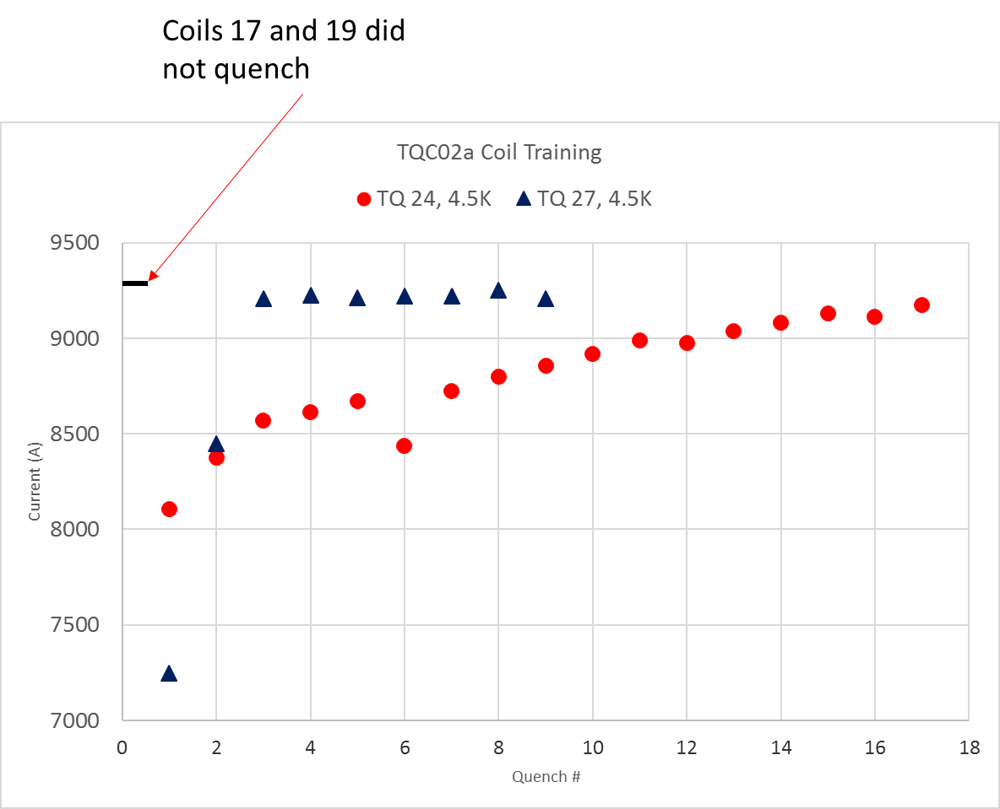 Coils 17 and 19 did
not quench
TQC02a Coil Training
TQ 24, 4.5K TQ 27, 4.5K
9500
9000
8500
8000
7500
7000
Current (A)
0 2 4 6 8 10 12 14 16 18
Quench #